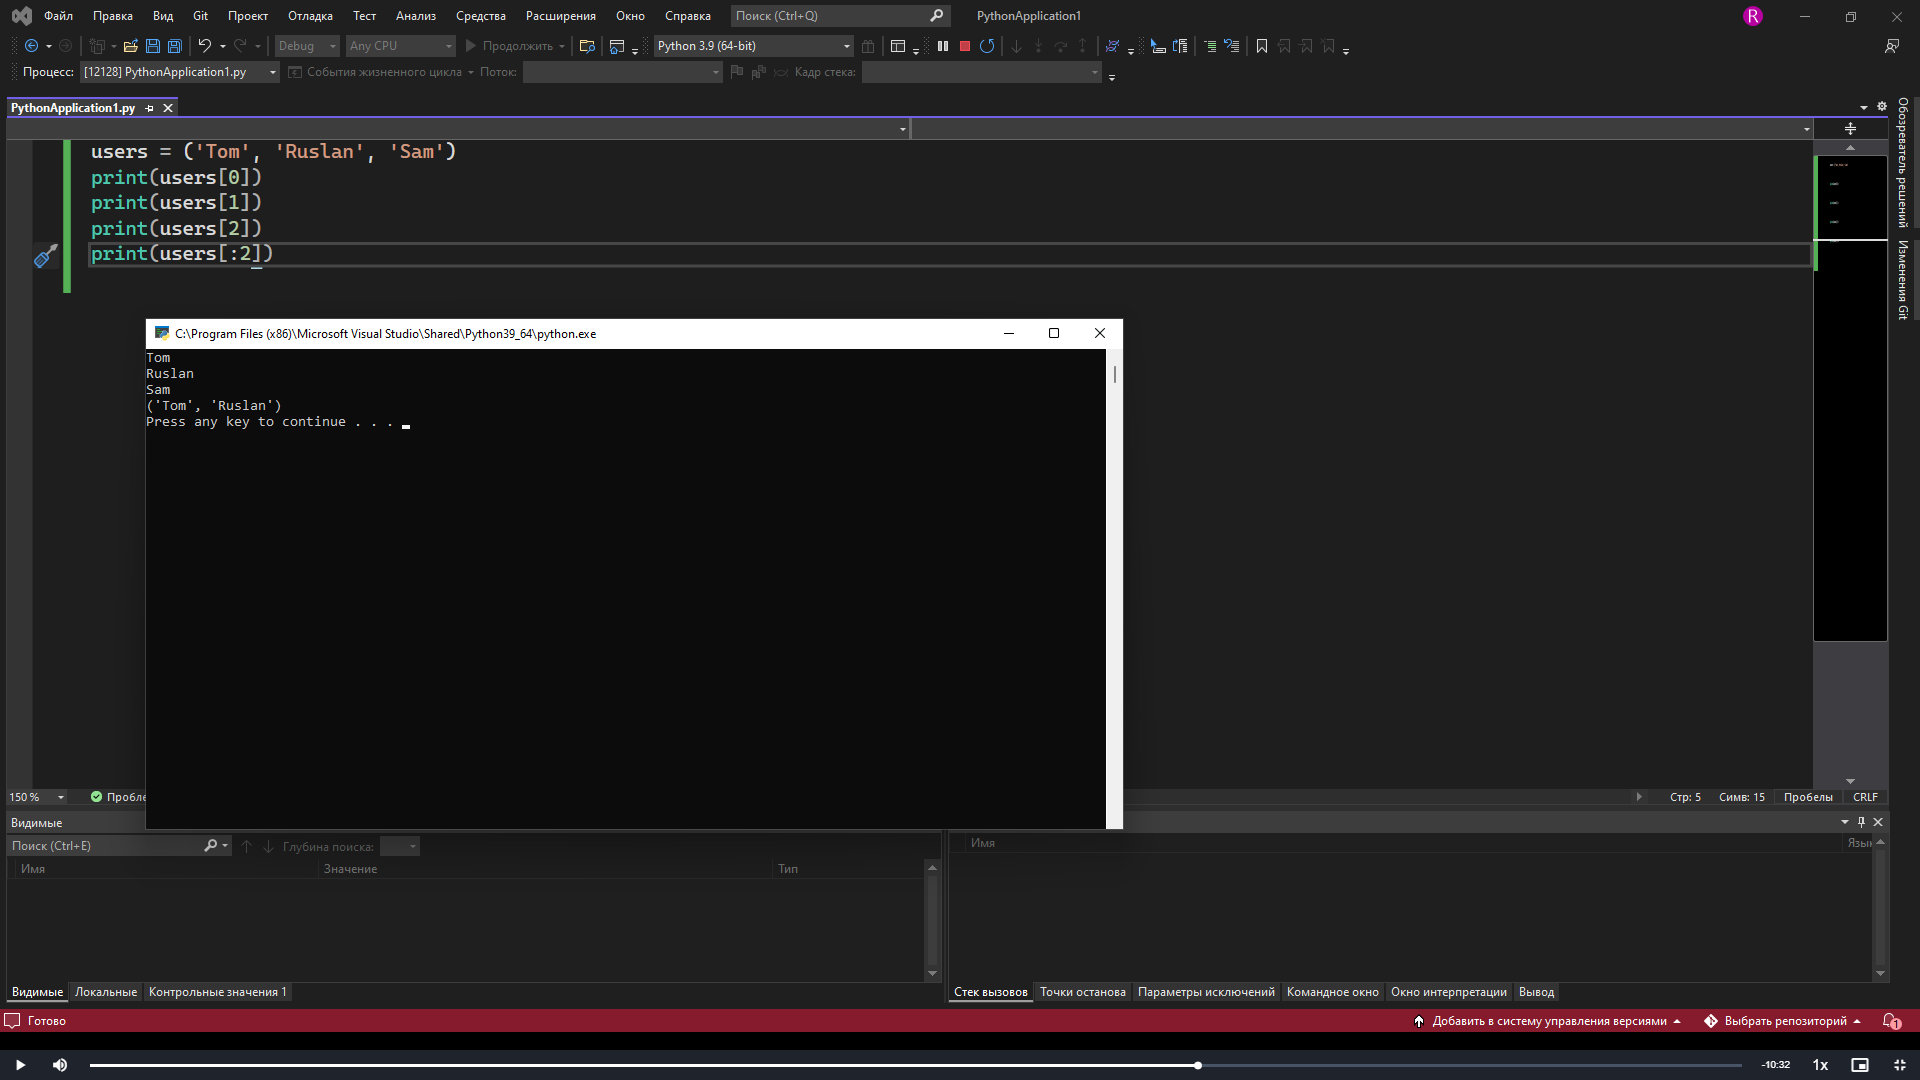 Файл Правка Вид Git Проект Отладка Тест Анализ Средства Расширения Окно Справка Поиск (Ctrl+Q) PythonApplication1 R
Debug Any CPU Продолжить Python 3.9 (64-bit)
Процесс: [12128] PythonApplication1.py События жизненного цикла Поток: Кадр стека:
PythonApplication1.py
users = ('Tom', 'Ruslan', 'Sam')
print(users[0])
print(users[1])
print(users[2])
print(users[:2])
Обозреватель решений
Изменения Git
C:\Program Files (x86)\Microsoft Visual Studio\Shared\Python39_64\python.exe
Tom
Ruslan
Sam
('Tom', 'Ruslan')
Press any key to continue . . .
150 % Пробле Стр: 5 Симв: 15 Пробелы CRLF
Видимые
Поиск (Ctrl+E) Глубина поиска:
Имя Значение Тип
Имя Язык
Видимые Локальные Контрольные значения 1
Стек вызовов Точки останова Параметры исключений Командное окно Окно интерпретации Вывод
Готово Добавить в систему управления версиями Выбрать репозиторий 1
-10:32 1x